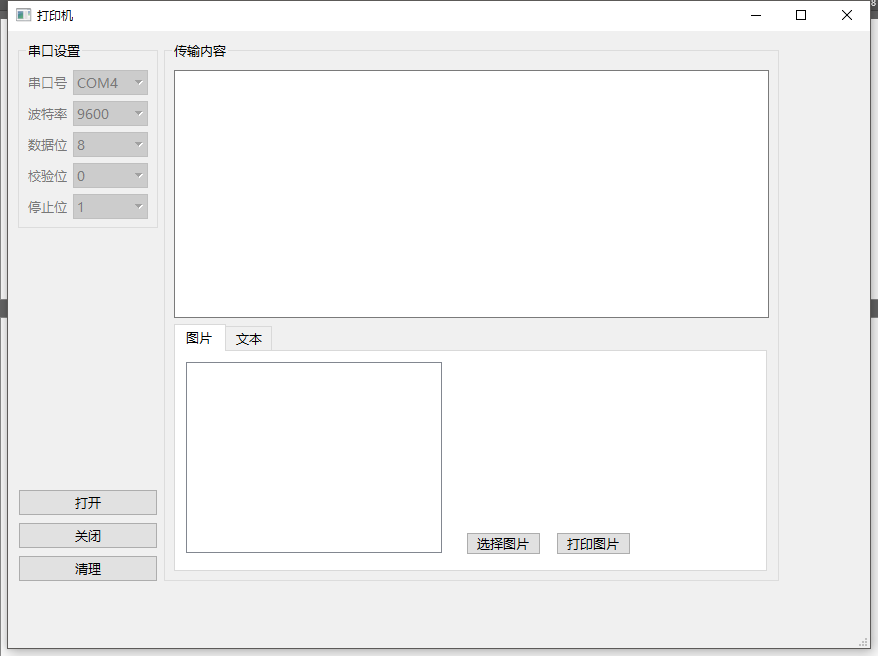 打印机
串口设置
串口号 COM4
波特率 9600
数据位 8
校验位 0
停止位 1
打开
关闭
清理
传输内容
图片 文本
选择图片 打印图片